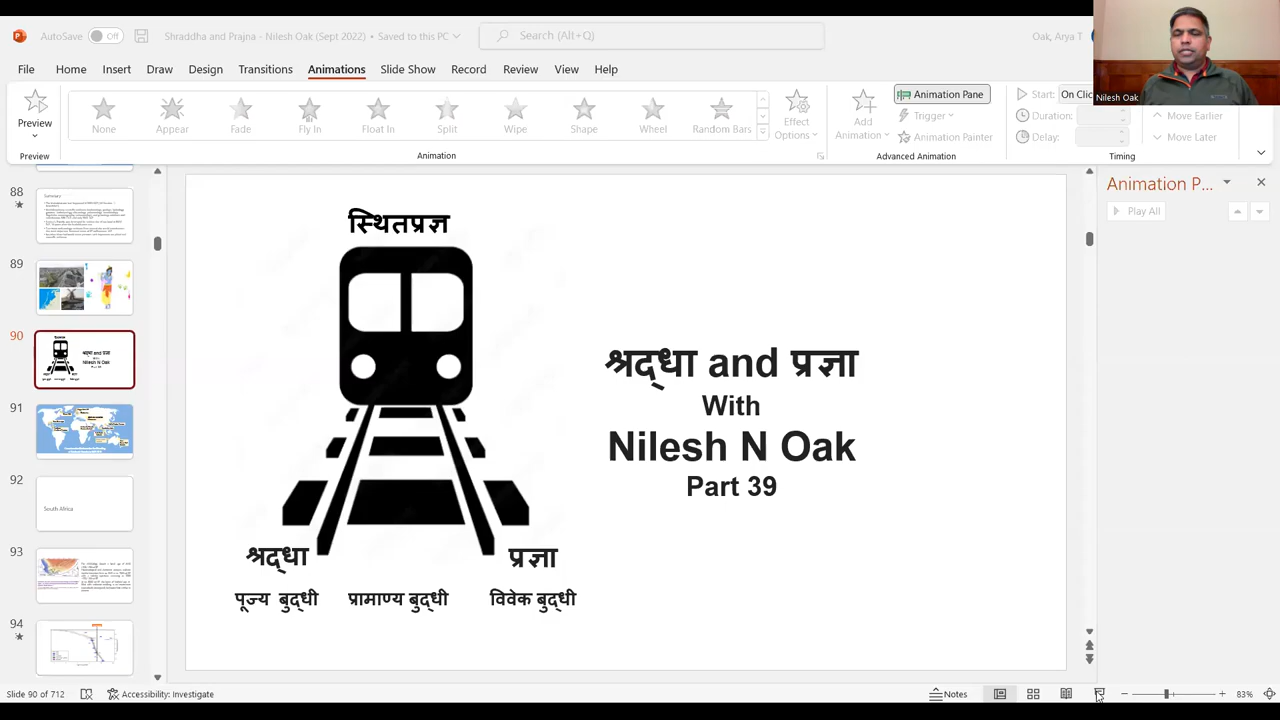 AutoSave Off Shraddha and Prajna - Nilesh Oak (Sept 2022) • Saved to this PC Search (Alt+Q) Oak, Arya T
File Home Insert Draw Design Transitions Animations Slide Show Record Review View Help
Preview None Appear Fade Fly In Float In Split Wipe Shape Wheel Random Bars Effect Options Add Animation Animation Pane Trigger Animation Painter Start: On Clic Duration: Delay: Move Earlier Move Later
Preview Animation Advanced Animation Timing
Nilesh Oak
Animation P...
Play All
88
Summary
89
90
91
92
South Africa
93
94
स्थितप्रज्ञ
श्रद्धा and प्रज्ञा
With
Nilesh N Oak
Part 39
श्रद्धा प्रज्ञा
पूज्य बुद्धी प्रामाण्य बुद्धी विवेक बुद्धी
Slide 90 of 712 Accessibility: Investigate Notes 83%